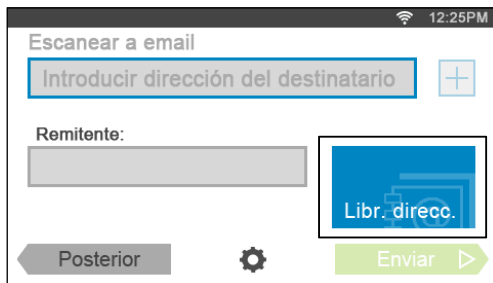 12:25PM
Escanear a email
Introducir dirección del destinatario
Remitente:
Libr. direcc.
Posterior
Enviar